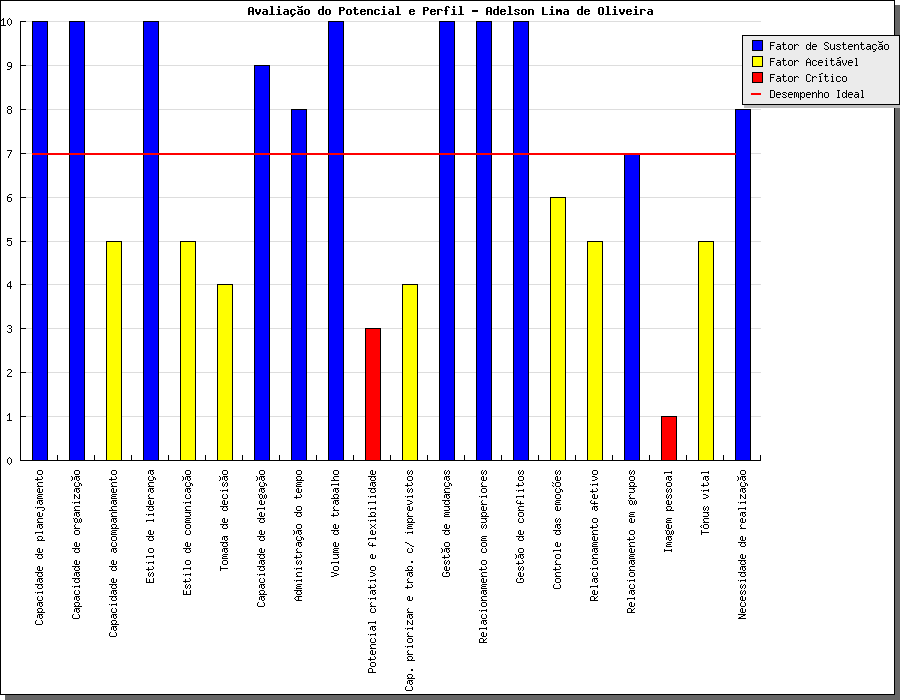 Avaliação do Potencial e Perfil - Adelson Lima de Oliveira
Fator de Sustentação
Fator Aceitável
Fator Crítico
Desempenho Ideal
10
9
8
7
6
5
4
3
2
1
0
Capacidade de planejamento
Capacidade de organização
Capacidade de acompanhamento
Estilo de liderança
Estilo de comunicação
Tomada de decisão
Capacidade de delegação
Administração do tempo
Volume de trabalho
Potencial criativo e flexibilidade
Cap. priorizar e trab. c/ imprevistos
Gestão de mudanças
Relacionamento com superiores
Gestão de conflitos
Controle das emoções
Relacionamento afetivo
Relacionamento em grupos
Imagem pessoal
Tônus vital
Necessidade de realização